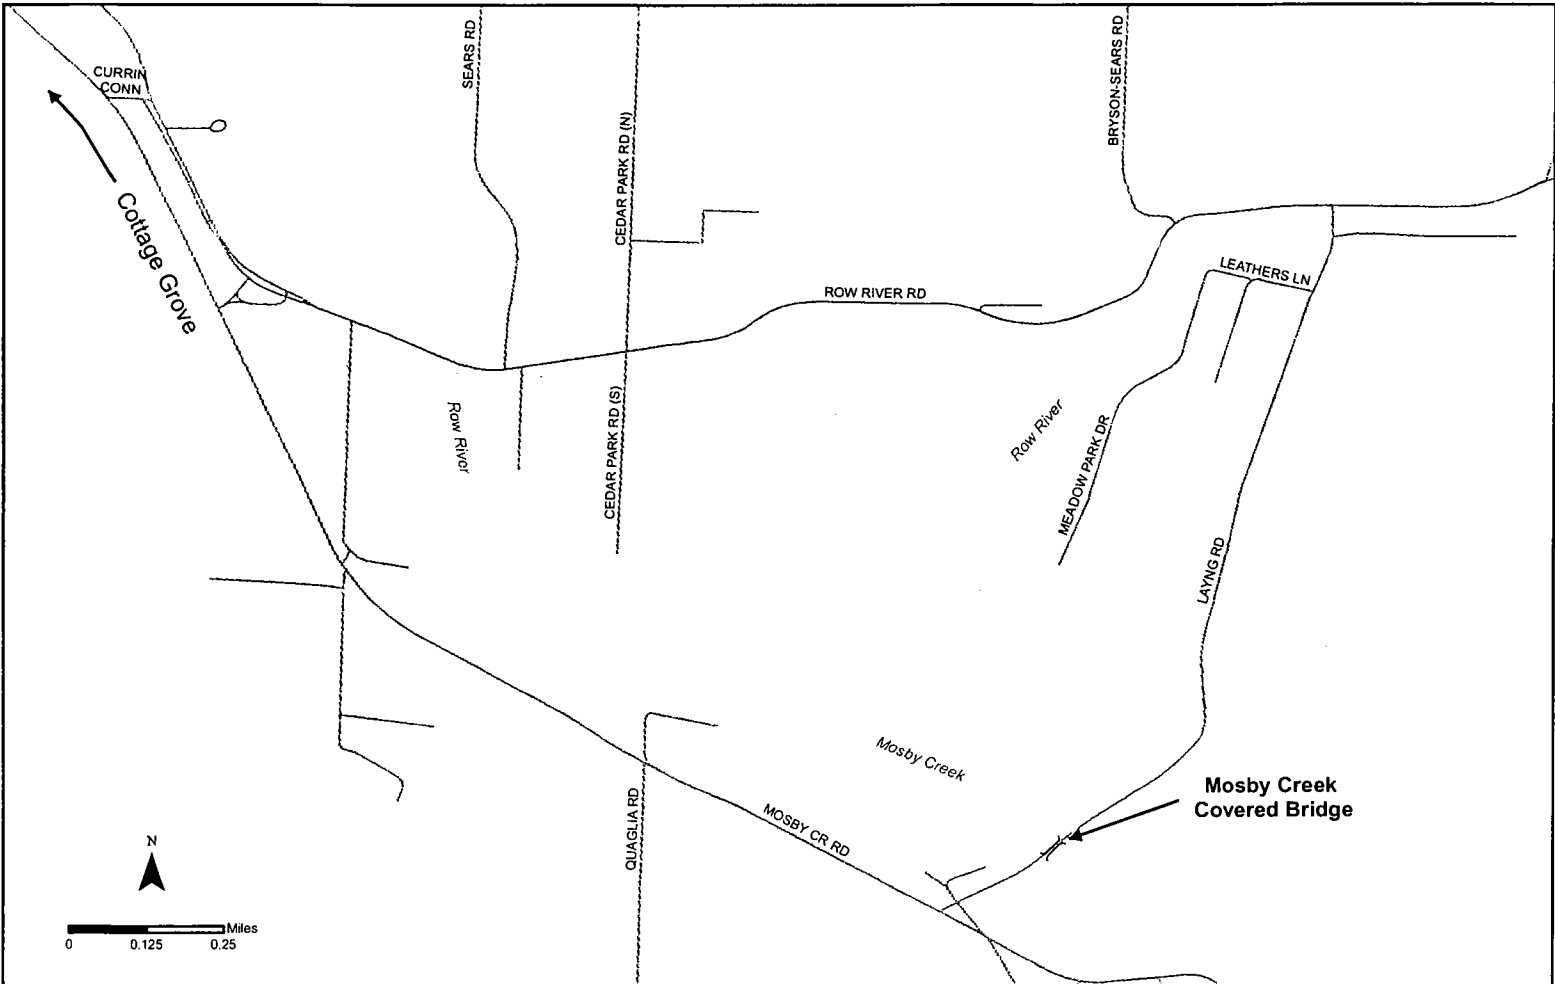 CURRIN
CONN
SEARS RD
CEDAR PARK RD (N)
BRYSON-SEARS RD
Cottage Grove
LEATHERS LN
ROW RIVER RD
Row River
CEDAR PARK RD (S)
Row River
MEADOW PARK DR
LAYNG RD
Mosby Creek
Mosby Creek
Covered Bridge
QUAGLIA RD
MOSBY CR RD
N
Miles
0
0.125
0.25